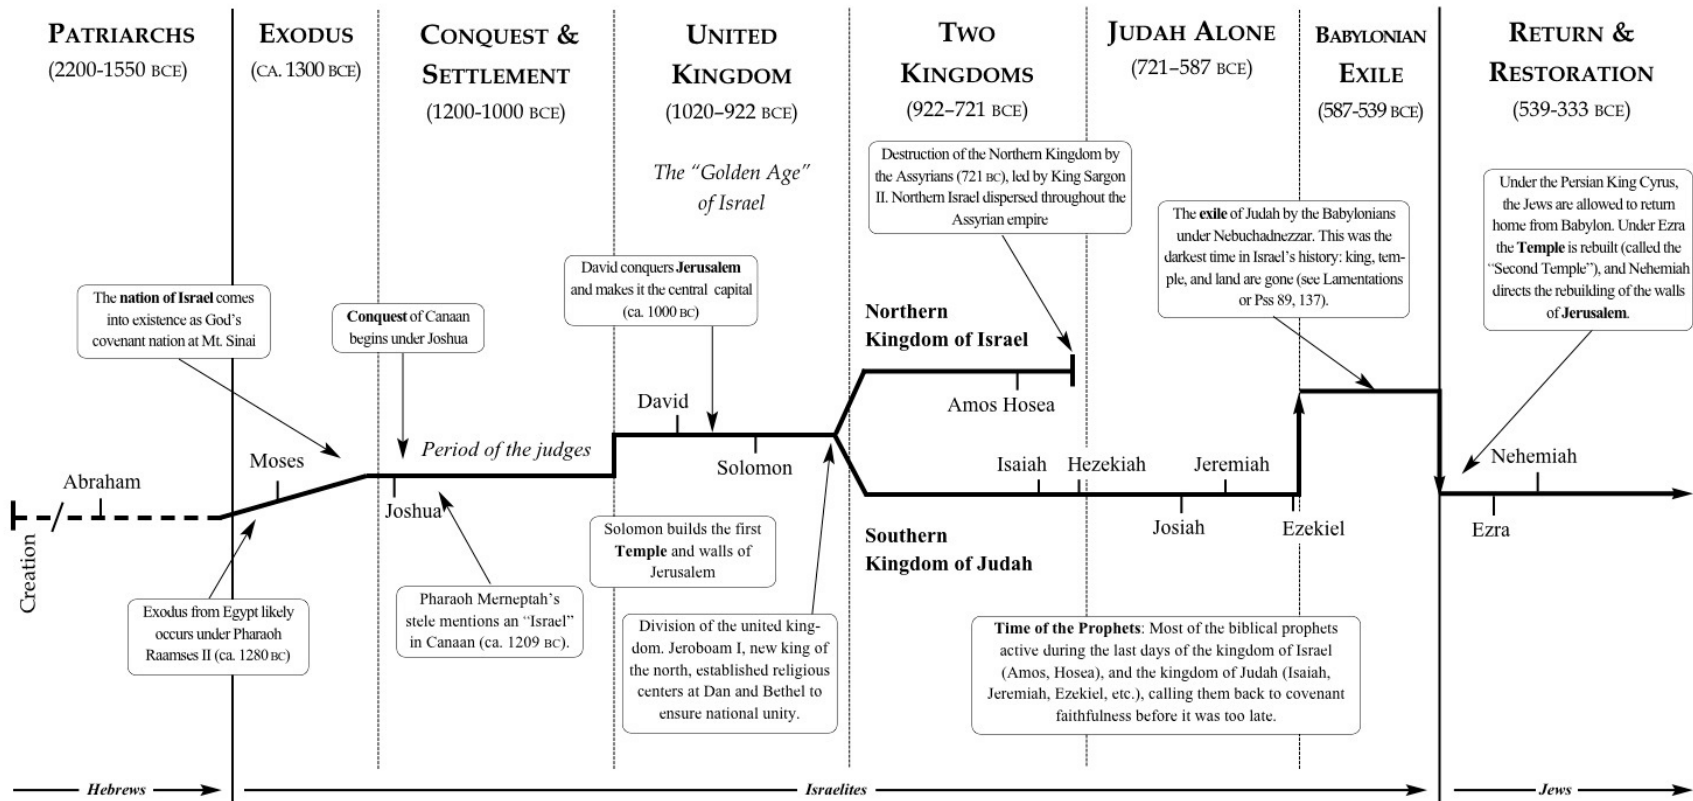 PATRIARCHS
(2200-1550 BCE)
EXODUS
(CA. 1300 BCE)
CONQUEST &
SETTLEMENT
(1200-1000 BCE)
UNITED
KINGDOM
(1020–922 BCE)
TWO
KINGDOMS
(922–721 BCE)
JUDAH ALONE
(721–587 BCE)
BABYLONIAN
EXILE
(587-539 BCE)
RETURN &
RESTORATION
(539-333 BCE)
The “Golden Age”
of Israel
Destruction of the Northern Kingdom by
the Assyrians (721 BC), led by King Sargon
II. Northern Israel dispersed throughout the
Assyrian empire
The exile of Judah by the Babylonians
under Nebuchadnezzar. This was the
darkest time in Israel’s history: king, tem-
ple, and land are gone (see Lamentations
or Pss 89, 137).
Under the Persian King Cyrus,
the Jews are allowed to return
home from Babylon. Under Ezra
the Temple is rebuilt (called the
“Second Temple”), and Nehemiah
directs the rebuilding of the walls
of Jerusalem.
The nation of Israel comes
into existence as God’s
covenant nation at Mt. Sinai
Conquest of Canaan
begins under Joshua
David conquers Jerusalem
and makes it the central capital
(ca. 1000 BC)
Northern
Kingdom of Israel
Abraham
Moses
Period of the judges
David
Solomon
Amos Hosea
Isaiah
Hezekiah
Jeremiah
Nehemiah
Joshua
Josiah
Ezekiel
Ezra
Creation
Southern
Kingdom of Judah
Solomon builds the first
Temple and walls of
Jerusalem
Exodus from Egypt likely
occurs under Pharaoh
Raamses II (ca. 1280 BC)
Pharaoh Merneptah’s
stele mentions an “Israel”
in Canaan (ca. 1209 BC).
Division of the united king-
dom. Jeroboam I, new king of
the north, established religious
centers at Dan and Bethel to
ensure national unity.
Time of the Prophets: Most of the biblical prophets
active during the last days of the kingdom of Israel
(Amos, Hosea), and the kingdom of Judah (Isaiah,
Jeremiah, Ezekiel, etc.), calling them back to covenant
faithfulness before it was too late.
Hebrews
Israelites
Jews